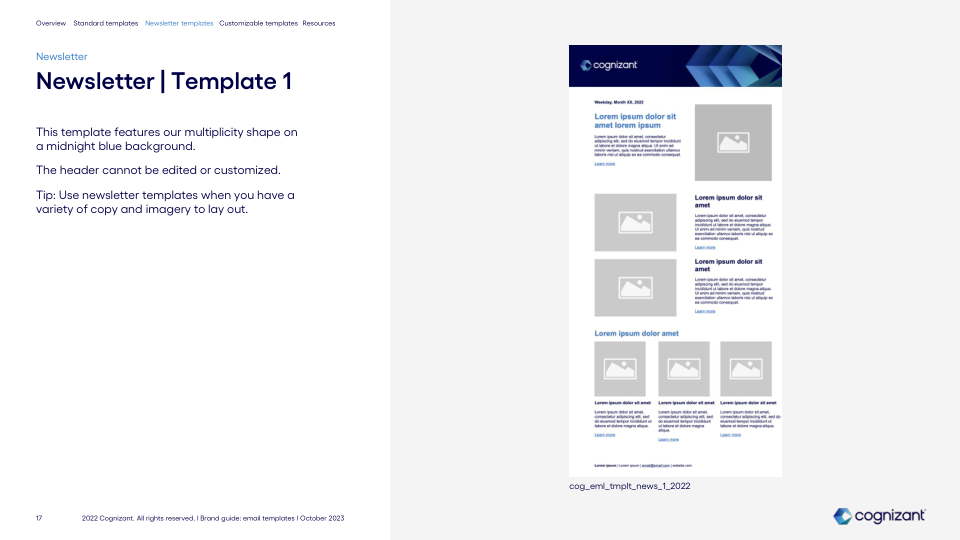 Overview Standard templates Newsletter templates Customizable templates Resources
Newsletter
Newsletter | Template 1
This template features our multiplicity shape on
a midnight blue background.
The header cannot be edited or customized.
Tip: Use newsletter templates when you have a
variety of copy and imagery to lay out.
cognizant
Weekday, Month XX, 2022
Lorem ipsum dolor sit
amet lorem ipsum
Lorem ipsum dolor sit amet, consectetur
adipiscing elit, sed do eiusmod tempor incididunt
ut labore et dolore magna aliqua. Ut enim ad
minim veniam, quis nostrud exercitation ullamco
laboris nisi ut aliquip ex ea commodo consequat.
Learn more
Lorem ipsum dolor sit
amet
Lorem ipsum dolor sit amet, consectetur
adipiscing elit, sed do eiusmod tempor
incididunt ut labore et dolore magna aliqua.
Ut enim ad minim veniam, quis nostrud
exercitation ullamco laboris nisi ut aliquip ex
ea commodo consequat.
Learn more
Lorem ipsum dolor sit
amet
Lorem ipsum dolor sit amet, consectetur
adipiscing elit, sed do eiusmod tempor
incididunt ut labore et dolore magna aliqua.
Ut enim ad minim veniam, quis nostrud
exercitation ullamco laboris nisi ut aliquip ex
ea commodo consequat.
Learn more
Lorem ipsum dolor amet
Lorem ipsum dolor sit amet
Lorem ipsum dolor sit amet,
consectetur adipiscing elit, sed
do eiusmod tempor incididunt ut
labore et dolore magna aliqua.
Learn more
Lorem ipsum dolor sit amet
Lorem ipsum dolor sit amet,
consectetur adipiscing elit, sed
do eiusmod tempor incididunt
ut labore et dolore magna
aliqua.
Learn more
Lorem ipsum dolor sit amet
Lorem ipsum dolor sit amet,
consectetur adipiscing elit, sed do
eiusmod tempor incididunt ut
labore et dolore magna aliqua.
Learn more
Lorem ipsum | Lorem ipsum | email@email.com | website.com
cog_eml_tmplt_news_1_2022
17 2022 Cognizant. All rights reserved. | Brand guide: email templates | October 2023
cognizant